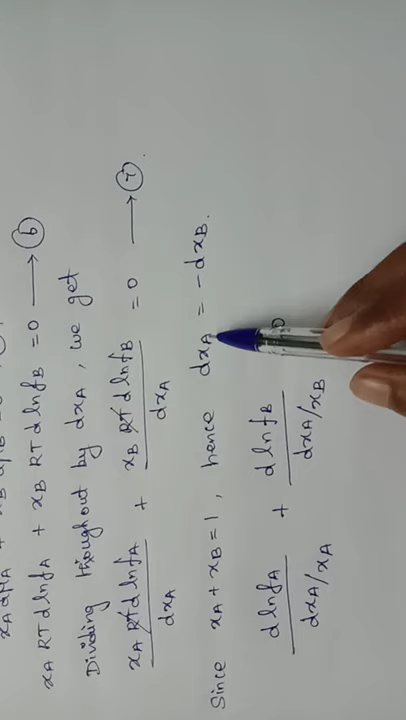 xA RT d ln fA + xB RT d ln fB = 0 ⟶ (6)
Dividing throughout by dxA, we get
xA RT d ln fA / dxA + xB RT d ln fB / dxA = 0 ⟶ (7).
Since xA + xB = 1, hence dxA = -dxB.
d ln fA / dxA/xA + d ln fB / dxA/xB 0